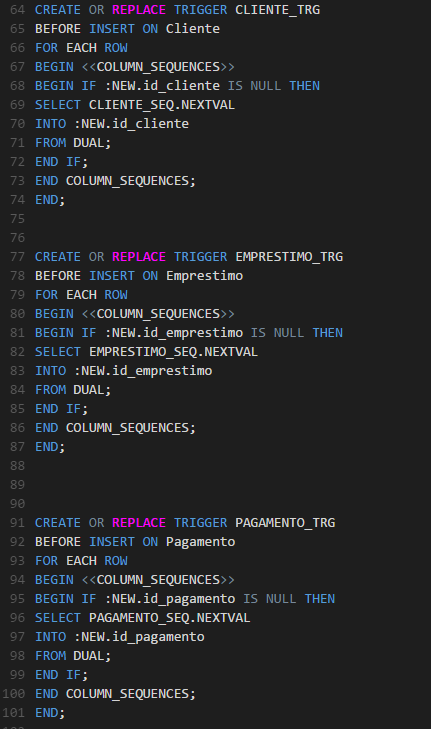 64 CREATE OR REPLACE TRIGGER CLIENTE_TRG
65 BEFORE INSERT ON Cliente
66 FOR EACH ROW
67 BEGIN <<COLUMN_SEQUENCES>>
68 BEGIN IF :NEW.id_cliente IS NULL THEN
69 SELECT CLIENTE_SEQ.NEXTVAL
70 INTO :NEW.id_cliente
71 FROM DUAL;
72 END IF;
73 END COLUMN_SEQUENCES;
74 END;
75
76
77 CREATE OR REPLACE TRIGGER EMPRESTIMO_TRG
78 BEFORE INSERT ON Emprestimo
79 FOR EACH ROW
80 BEGIN <<COLUMN_SEQUENCES>>
81 BEGIN IF :NEW.id_emprestimo IS NULL THEN
82 SELECT EMPRESTIMO_SEQ.NEXTVAL
83 INTO :NEW.id_emprestimo
84 FROM DUAL;
85 END IF;
86 END COLUMN_SEQUENCES;
87 END;
88
89
90
91 CREATE OR REPLACE TRIGGER PAGAMENTO_TRG
92 BEFORE INSERT ON Pagamento
93 FOR EACH ROW
94 BEGIN <<COLUMN_SEQUENCES>>
95 BEGIN IF :NEW.id_pagamento IS NULL THEN
96 SELECT PAGAMENTO_SEQ.NEXTVAL
97 INTO :NEW.id_pagamento
98 FROM DUAL;
99 END IF;
100 END COLUMN_SEQUENCES;
101 END;